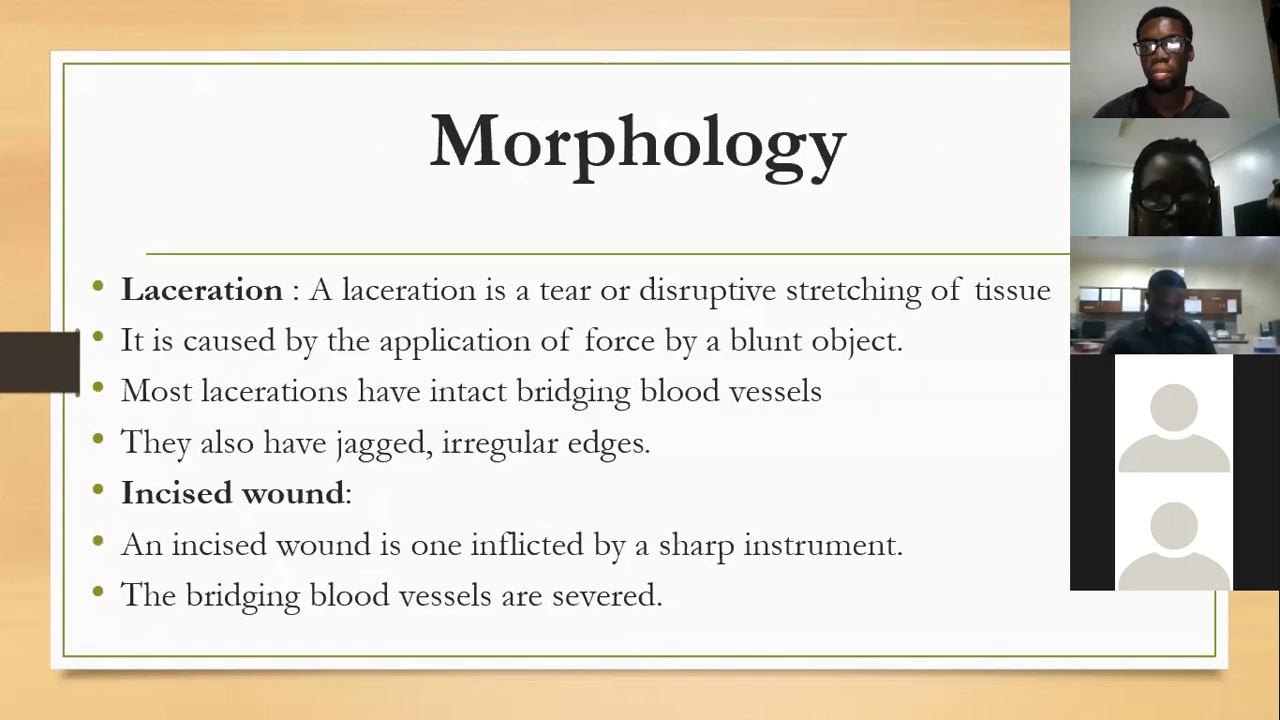 Morphology
Laceration : A laceration is a tear or disruptive stretching of tissue
It is caused by the application of force by a blunt object.
Most lacerations have intact bridging blood vessels
They also have jagged, irregular edges.
Incised wound:
An incised wound is one inflicted by a sharp instrument.
The bridging blood vessels are severed.